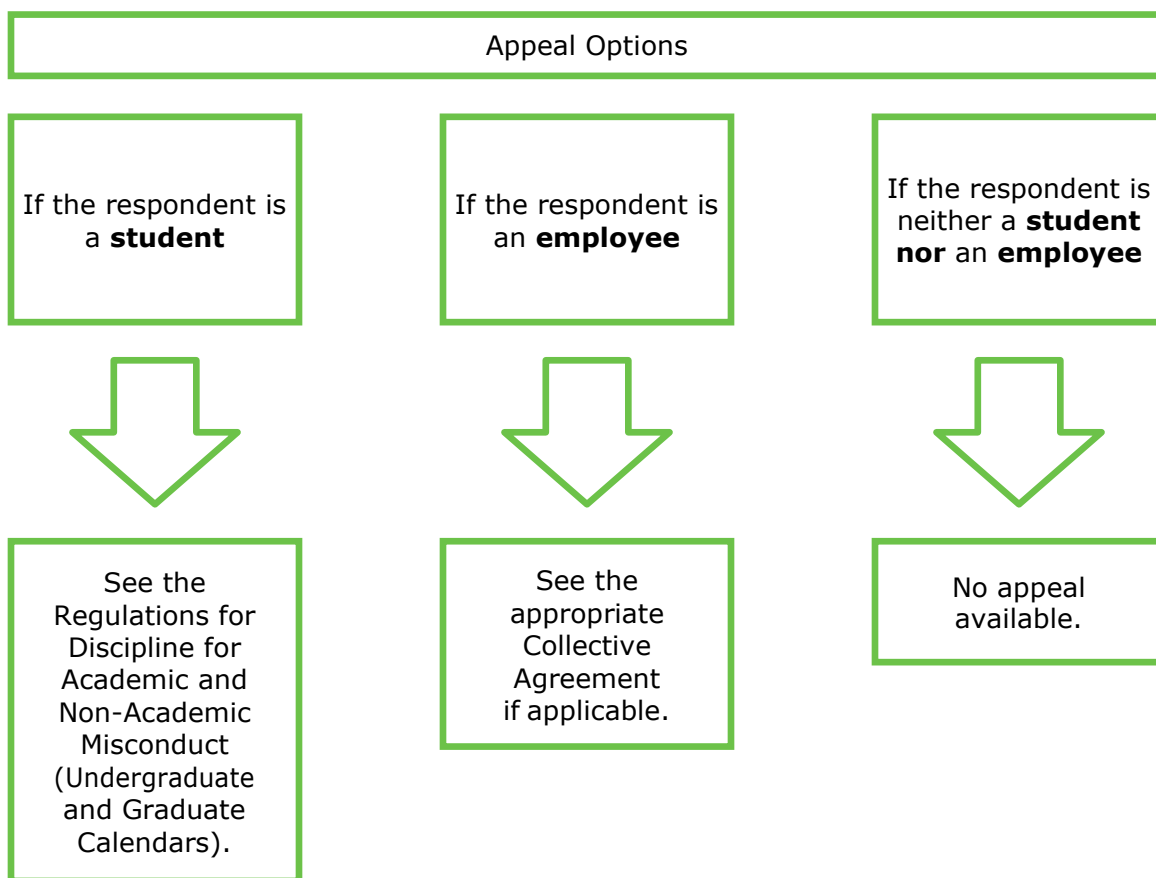 Appeal Options
If the respondent is
a student
If the respondent is
an employee
If the respondent is
neither a student
nor an employee
See the
Regulations for
Discipline for
Academic and
Non-Academic
Misconduct
(Undergraduate
and Graduate
Calendars).
See the
appropriate
Collective
Agreement
if applicable.
No appeal
available.